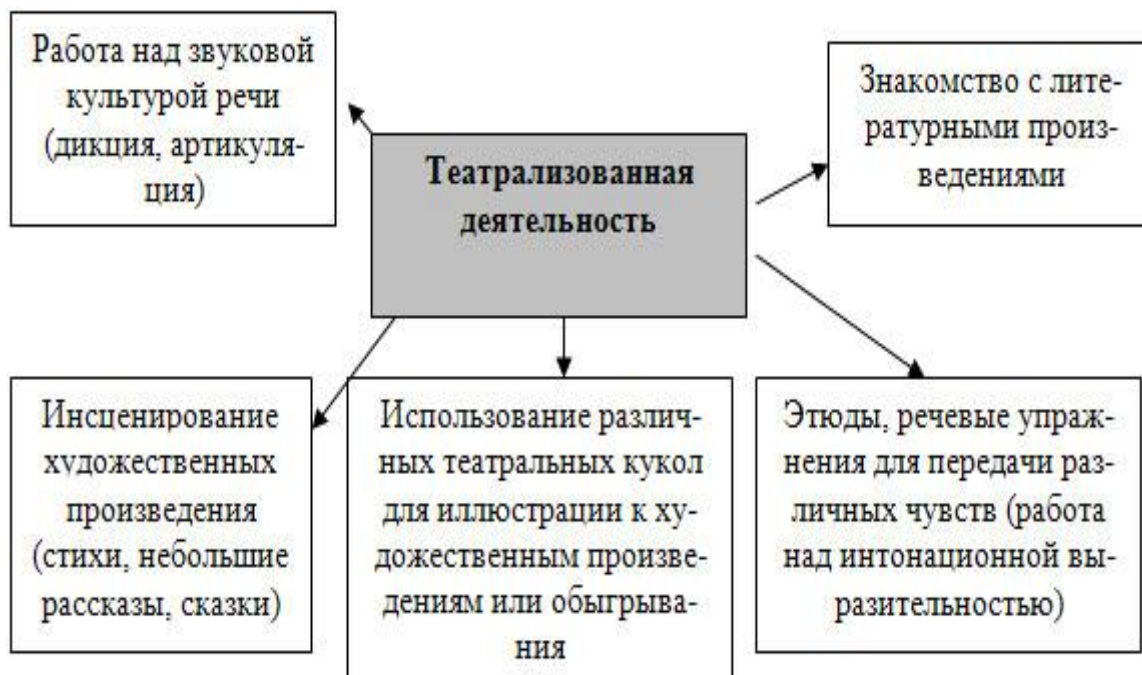 Работа над звуковой
культурой речи
(дикция, артикуля-
ция)
Театрализованная
деятельность
Знакомство с лите-
ратурными произ-
ведениями
Инсценирование
художественных
произведения
(стихи, небольшие
рассказы, сказки)
Использование различ-
ных театральных кукол
для иллюстрации к ху-
дожественным произве-
дениям или обыгрыва-
ния
Этюды, речевые упраж-
нения для передачи раз-
личных чувств (работа
над интонационной вы-
разительностью)